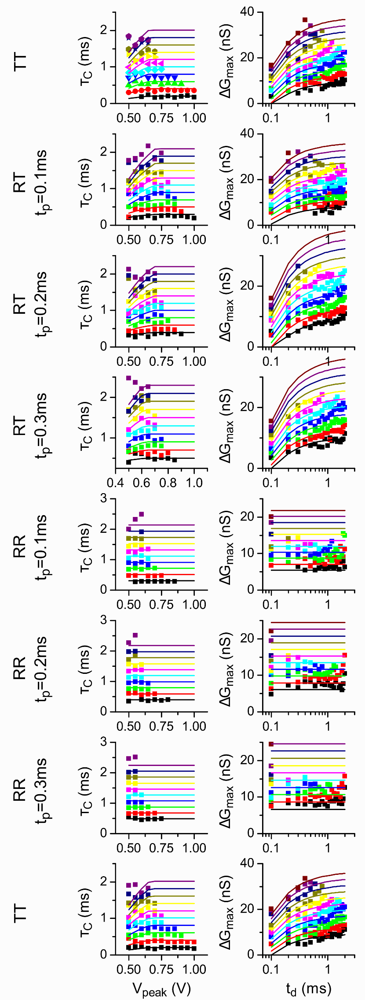 TT
τC (ms)
2
1
0
0.50 0.75 1.00
ΔGmax (nS)
40
20
0
0.1 1
RT
tp=0.1ms
τC (ms)
2
1
0
0.50 0.75 1.00
ΔGmax (nS)
40
20
0
0.1 1
RT
tp=0.2ms
τC (ms)
2
1
0
0.50 0.75 1.00
ΔGmax (nS)
20
0
0.1 1
RT
tp=0.3ms
τC (ms)
2
1
0.4 0.6 0.8 1.0
ΔGmax (nS)
20
0
0.1 1
RR
tp=0.1ms
τC (ms)
3
2
1
0
0.50 0.75 1.00
ΔGmax (nS)
20
10
0
0.1 1
RR
tp=0.2ms
τC (ms)
3
2
1
0
0.50 0.75 1.00
ΔGmax (nS)
20
10
0
0.1 1
RR
tp=0.3ms
τC (ms)
3
2
1
0
0.50 0.75 1.00
ΔGmax (nS)
20
10
0
0.1 1
TT
τC (ms)
2
1
0
0.50 0.75 1.00
Vpeak (V)
ΔGmax (nS)
40
20
0
0.1 1
td (ms)